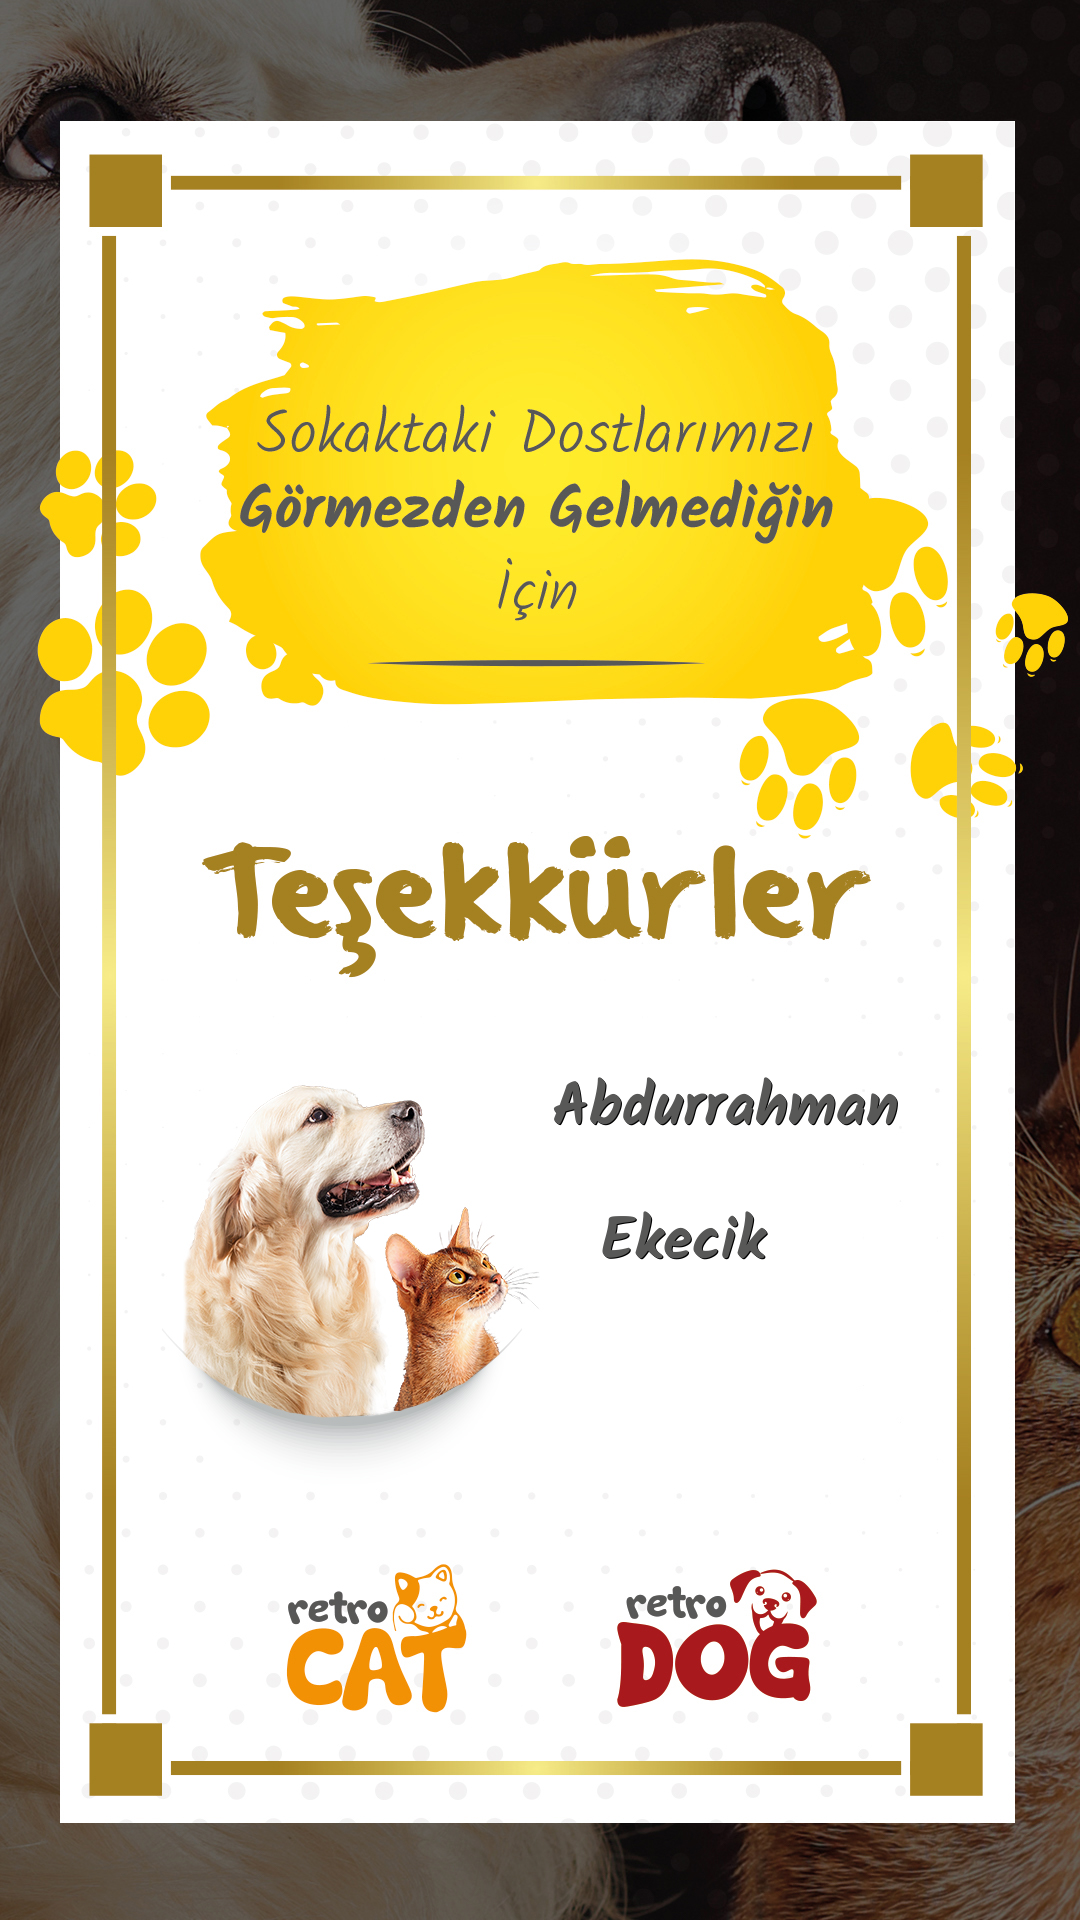 Sokaktaki Dostlarımızı
Görmezden Gelmediğin
İçin
Teşekkürler
Abdurrahman
Ekecik
retro
CAT
retro
DOG